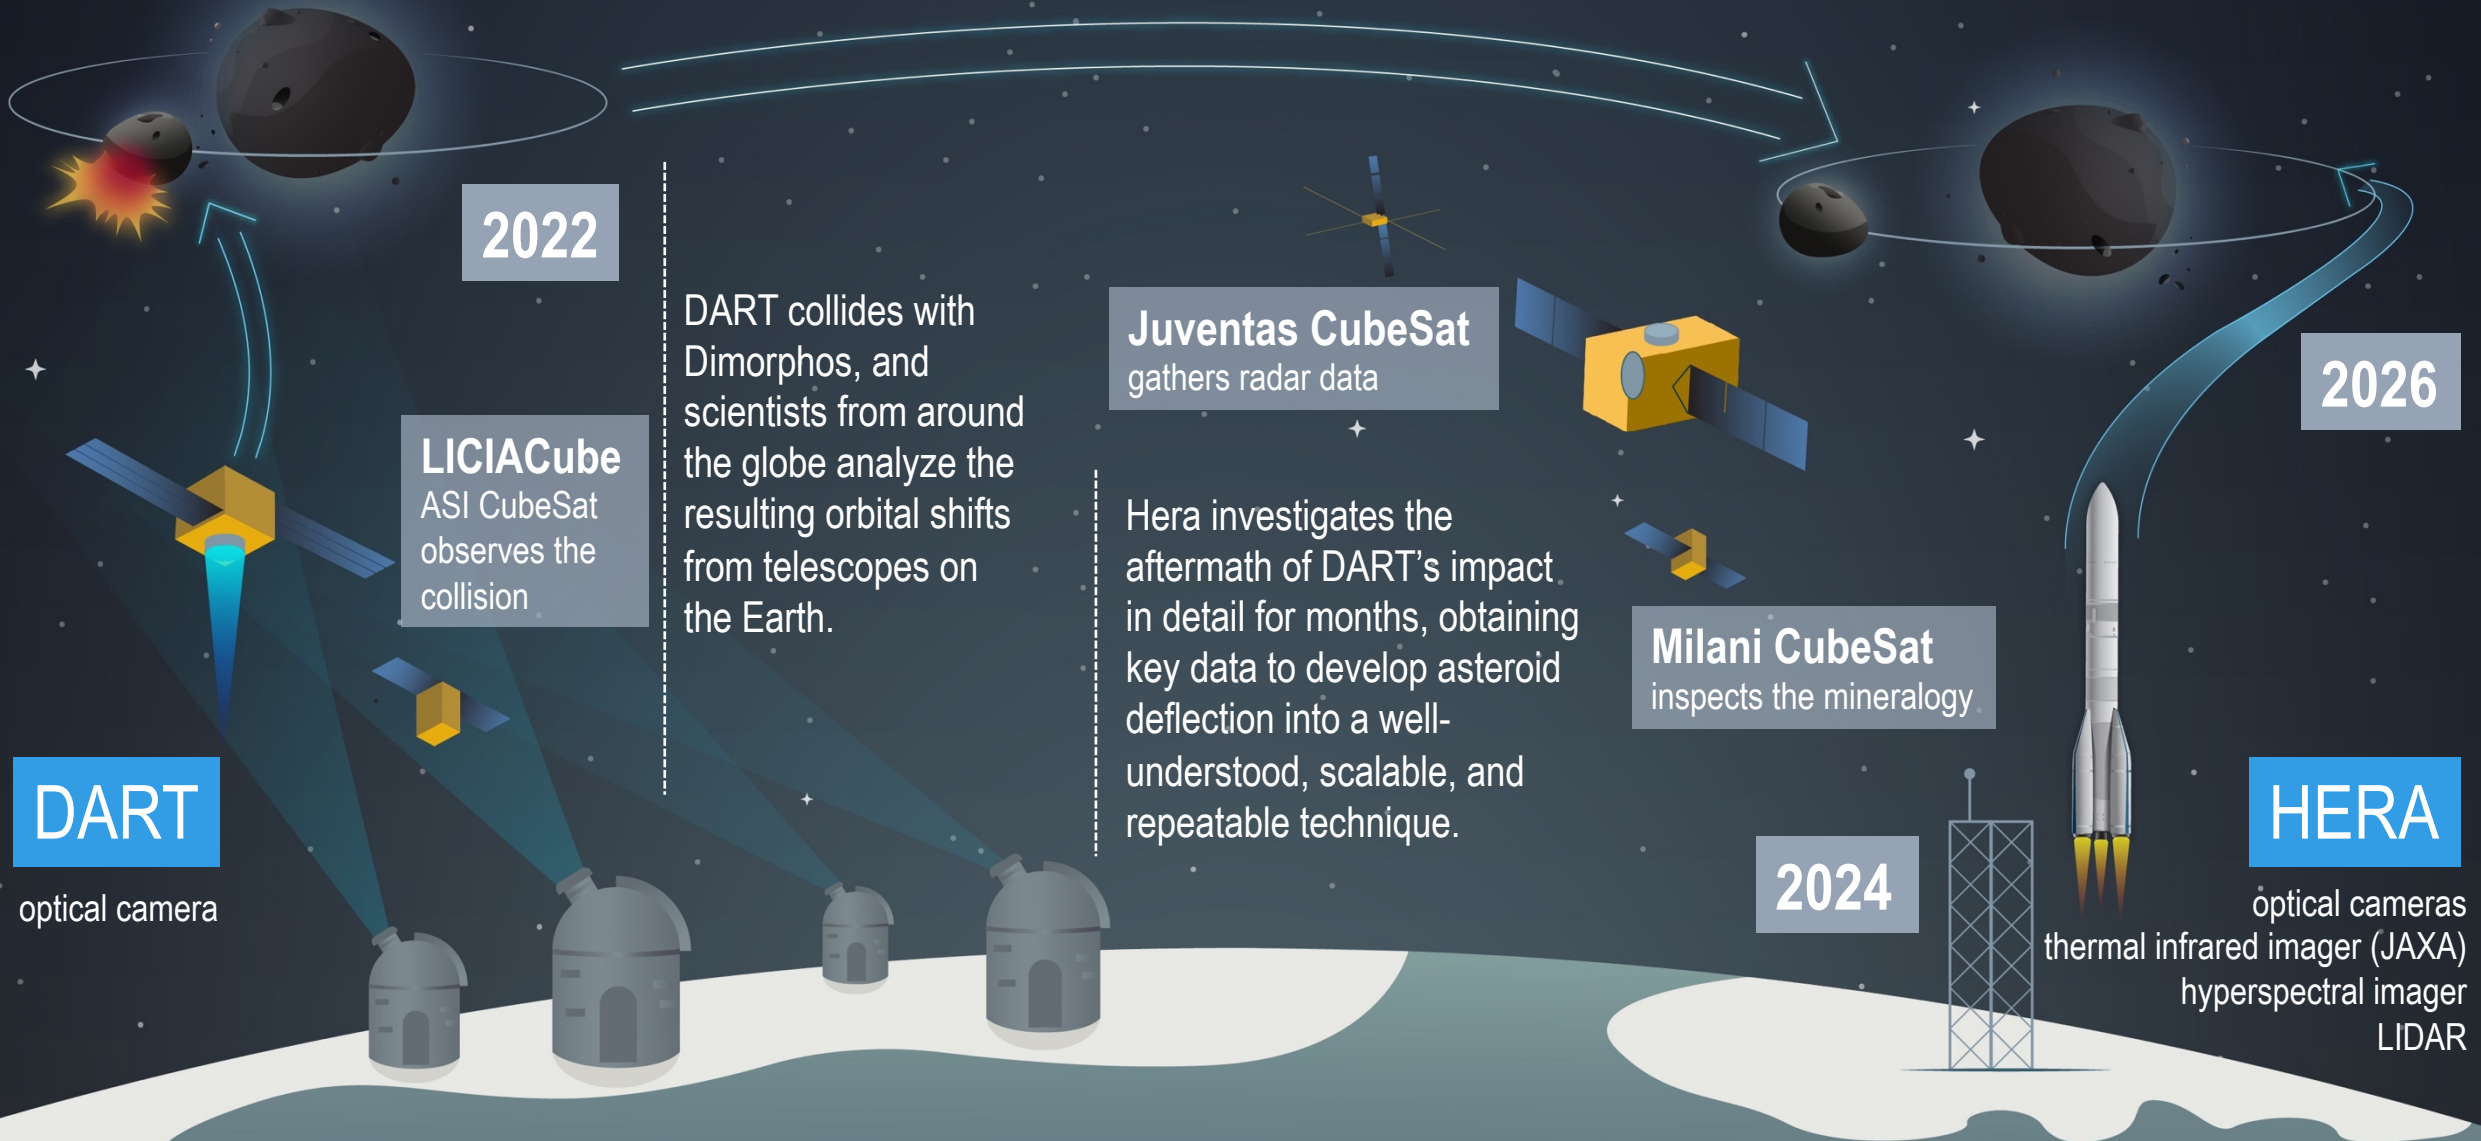 2022
LICIACube
ASI CubeSat
observes the
collision
DART
optical camera
DART collides with
Dimorphos, and
scientists from around
the globe analyze the
resulting orbital shifts
from telescopes on
the Earth.
Juventas CubeSat
gathers radar data
Hera investigates the
aftermath of DART’s impact
in detail for months, obtaining
key data to develop asteroid
deflection into a well-
understood, scalable, and
repeatable technique.
Milani CubeSat
inspects the mineralogy
2024
2026
HERA
optical cameras
thermal infrared imager (JAXA)
hyperspectral imager
LIDAR